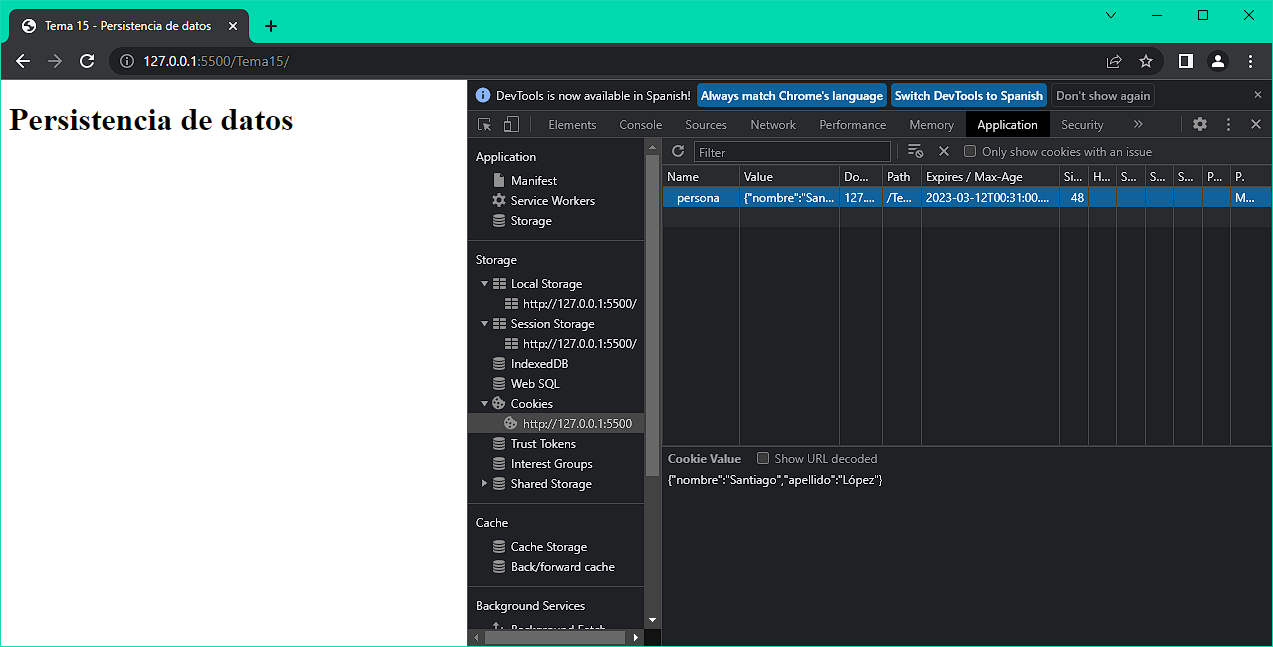 Tema 15 - Persistencia de datos
127.0.0.1:5500/Tema15/
Persistencia de datos
DevTools is now available in Spanish! Always match Chrome's language Switch DevTools to Spanish Don't show again
Elements Console Sources Network Performance Memory Application Security
Application
Manifest
Service Workers
Storage
Storage
Local Storage
http://127.0.0.1:5500/
Session Storage
http://127.0.0.1:5500/
IndexedDB
Web SQL
Cookies
http://127.0.0.1:5500
Trust Tokens
Interest Groups
Shared Storage
Cache
Cache Storage
Back/forward cache
Background Services
Background Fetch
Filter Only show cookies with an issue
Name Value Do... Path Expires / Max-Age Si... H... S... S... S... P... P.
persona {"nombre":"San... 127.... /Te... 2023-03-12T00:31:00.... 48 M...
Cookie Value Show URL decoded
{"nombre":"Santiago","apellido":"López"}